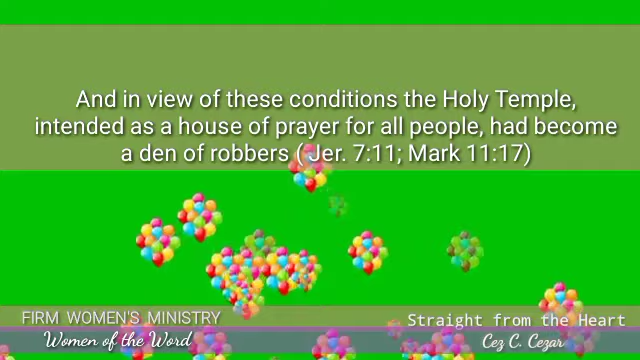 And in view of these conditions the Holy Temple,
intended as a house of prayer for all people, had become
a den of robbers ( Jer. 7:11; Mark 11:17)
FIRM WOMEN'S MINISTRY
Women of the Word
Straight from the Heart
Cez C. Cezar